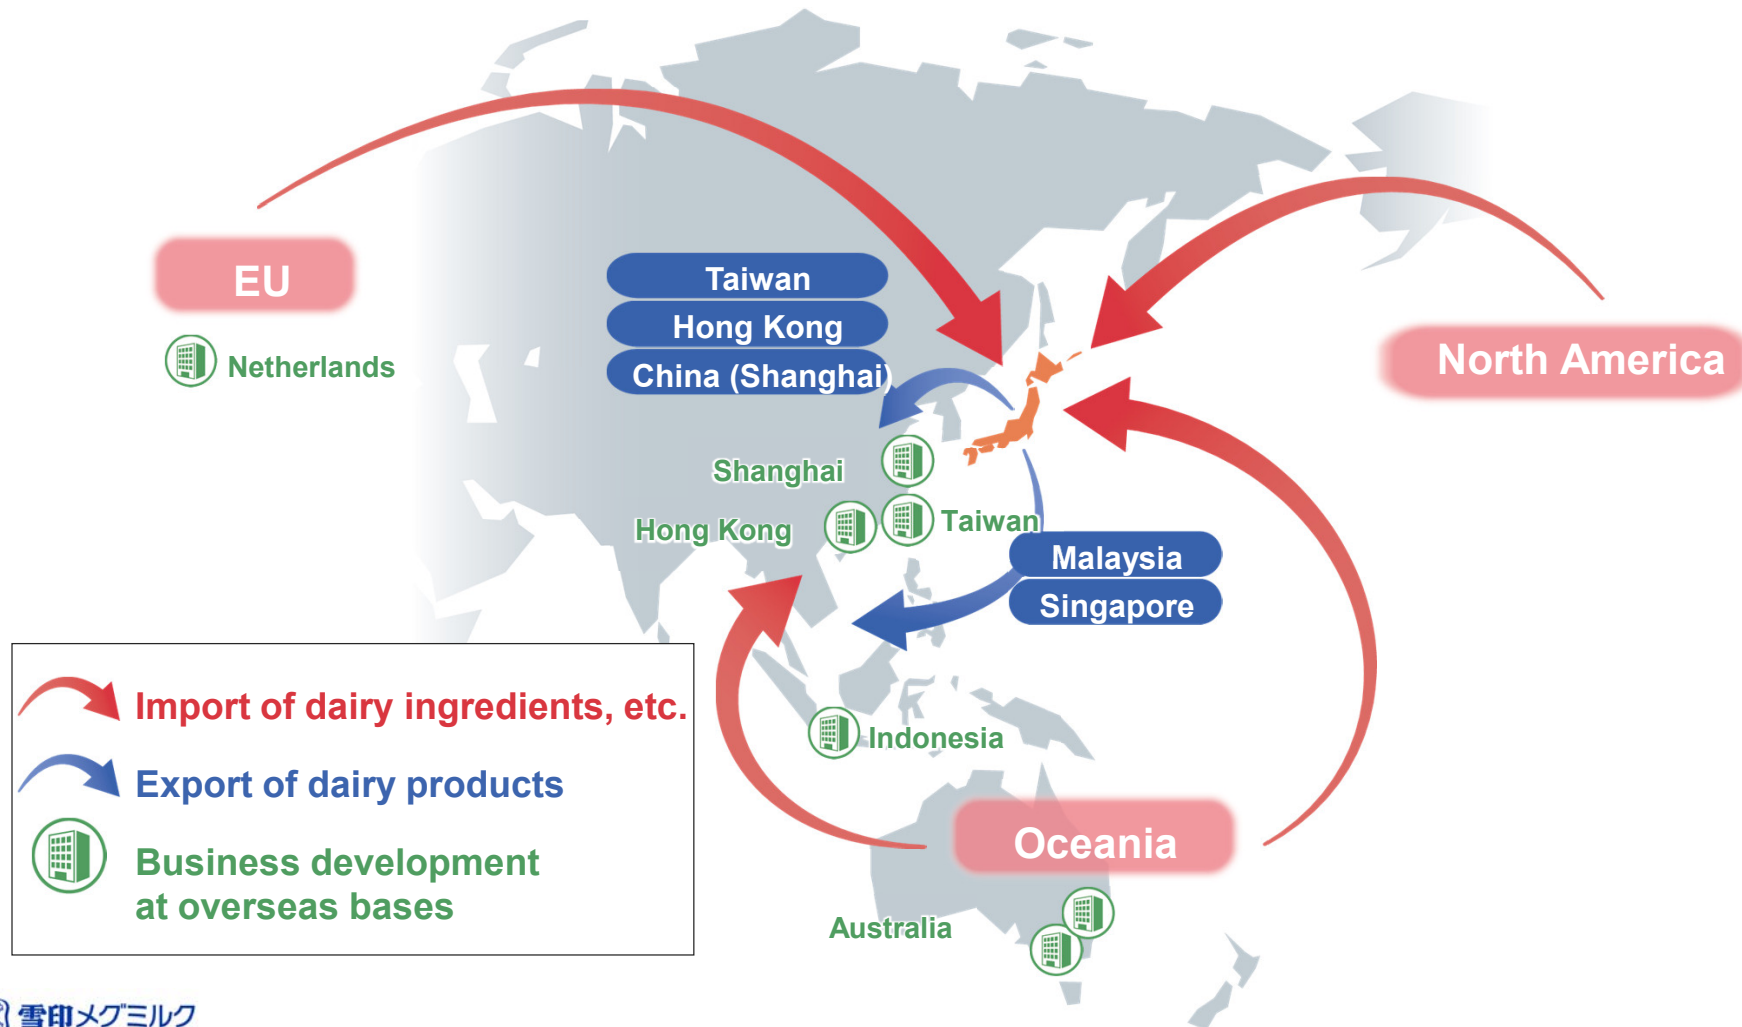 EU
Netherlands
Taiwan
Hong Kong
China (Shanghai)
North America
Shanghai
Hong Kong
Taiwan
Malaysia
Singapore
Indonesia
Oceania
Australia
Import of dairy ingredients, etc.
Export of dairy products
Business development
at overseas bases
雪印メグミルク